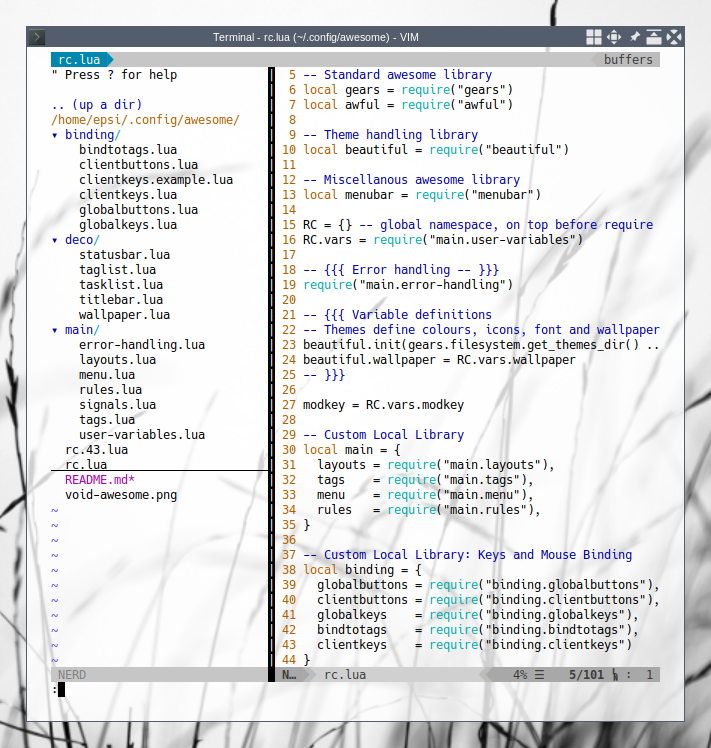 Terminal - rc.lua (~/.config/awesome) - VIM
rc.lua
buffers
" Press ? for help
.. (up a dir)
/home/epsi/.config/awesome/
▾ binding/
bindtotags.lua
clientbuttons.lua
clientkeys.example.lua
clientkeys.lua
globalbuttons.lua
globalkeys.lua
▾ deco/
statusbar.lua
taglist.lua
tasklist.lua
titlebar.lua
wallpaper.lua
▾ main/
error-handling.lua
layouts.lua
menu.lua
rules.lua
signals.lua
tags.lua
user-variables.lua
rc.43.lua
rc.lua
README.md*
void-awesome.png
~
~
~
~
~
~
~
~
~
~
~
NERD
5 -- Standard awesome library
6 local gears = require("gears")
7 local awful = require("awful")
8
9 -- Theme handling library
10 local beautiful = require("beautiful")
11
12 -- Miscellanous awesome library
13 local menubar = require("menubar")
14
15 RC = {} -- global namespace, on top before require
16 RC.vars = require("main.user-variables")
17
18 -- {{{ Error handling -- }}}
19 require("main.error-handling")
20
21 -- {{{ Variable definitions
22 -- Themes define colours, icons, font and wallpaper
23 beautiful.init(gears.filesystem.get_themes_dir() ..
24 beautiful.wallpaper = RC.vars.wallpaper
25 -- }}}
26
27 modkey = RC.vars.modkey
28
29 -- Custom Local Library
30 local main = {
31   layouts = require("main.layouts"),
32   tags    = require("main.tags"),
33   menu    = require("main.menu"),
34   rules   = require("main.rules"),
35 }
36
37 -- Custom Local Library: Keys and Mouse Binding
38 local binding = {
39   globalbuttons = require("binding.globalbuttons"),
40   clientbuttons = require("binding.clientbuttons"),
41   globalkeys    = require("binding.globalkeys"),
42   bindtotags    = require("binding.bindtotags"),
43   clientkeys    = require("binding.clientkeys")
44 }
N… rc.lua 4% ☰ 5/101 : 1
: